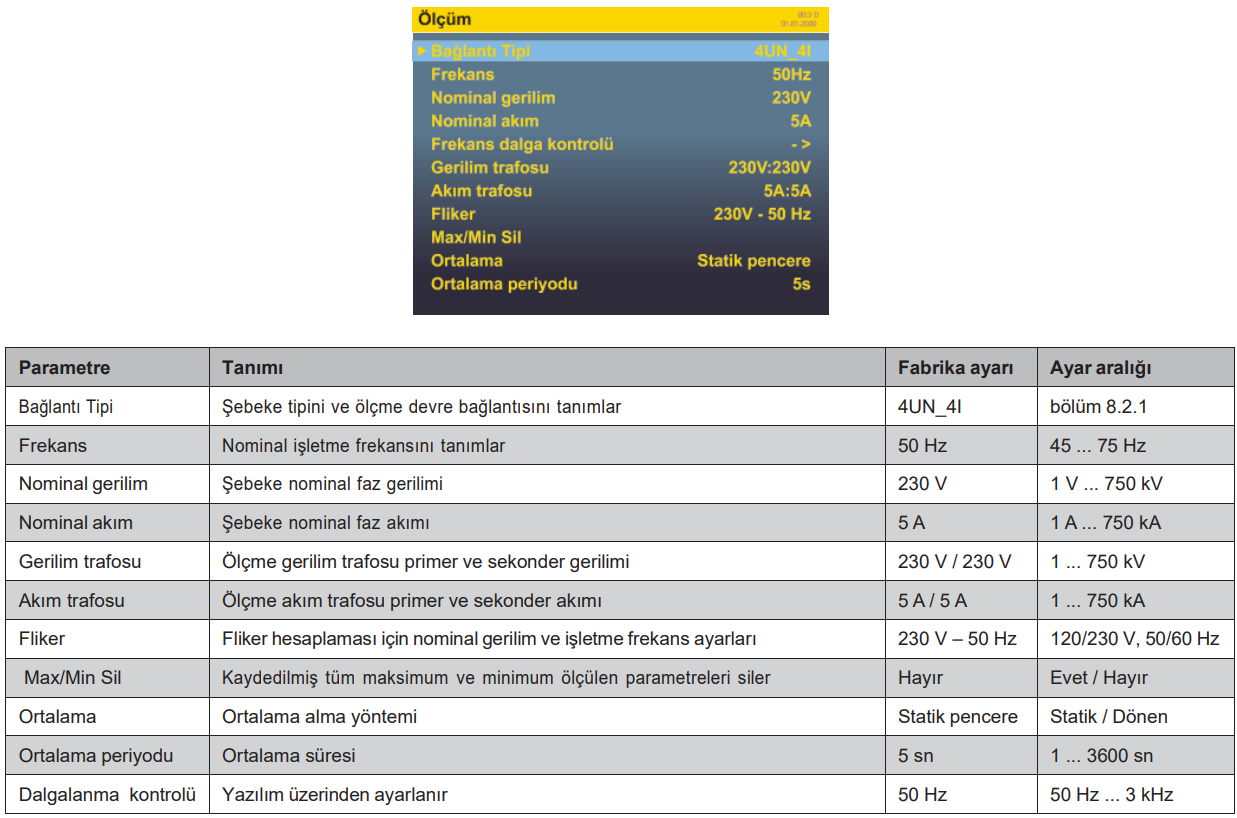 Ölçüm
01.01.2000
Bağlantı Tipi 4UN_4I
Frekans 50Hz
Nominal gerilim 230V
Nominal akım 5A
Frekans dalga kontrolü - >
Gerilim trafosu 230V:230V
Akım trafosu 5A:5A
Fliker 230V - 50 Hz
Max/Min Sil
Ortalama Statik pencere
Ortalama periyodu 5s
Parametre Tanımı Fabrika ayarı Ayar aralığı
Bağlantı Tipi Şebeke tipini ve ölçme devre bağlantısını tanımlar 4UN_4I bölüm 8.2.1
Frekans Nominal işletme frekansını tanımlar 50 Hz 45 ... 75 Hz
Nominal gerilim Şebeke nominal faz gerilimi 230 V 1 V ... 750 kV
Nominal akım Şebeke nominal faz akımı 5 A 1 A ... 750 kA
Gerilim trafosu Ölçme gerilim trafosu primer ve sekonder gerilimi 230 V / 230 V 1 ... 750 kV
Akım trafosu Ölçme akım trafosu primer ve sekonder akımı 5 A / 5 A 1 ... 750 kA
Fliker Fliker hesaplaması için nominal gerilim ve işletme frekans ayarları 230 V – 50 Hz 120/230 V, 50/60 Hz
Max/Min Sil Kaydedilmiş tüm maksimum ve minimum ölçülen parametreleri siler Hayır Evet / Hayır
Ortalama Ortalama alma yöntemi Statik pencere Statik / Dönen
Ortalama periyodu Ortalama süresi 5 sn 1 ... 3600 sn
Dalgalanma kontrolü Yazılım üzerinden ayarlanır 50 Hz 50 Hz ... 3 kHz